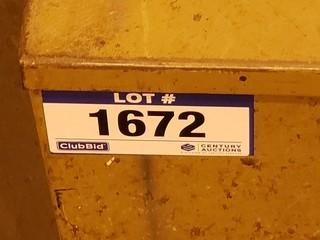 LOT #
1672
ClubBid
CENTURY
AUCTIONS